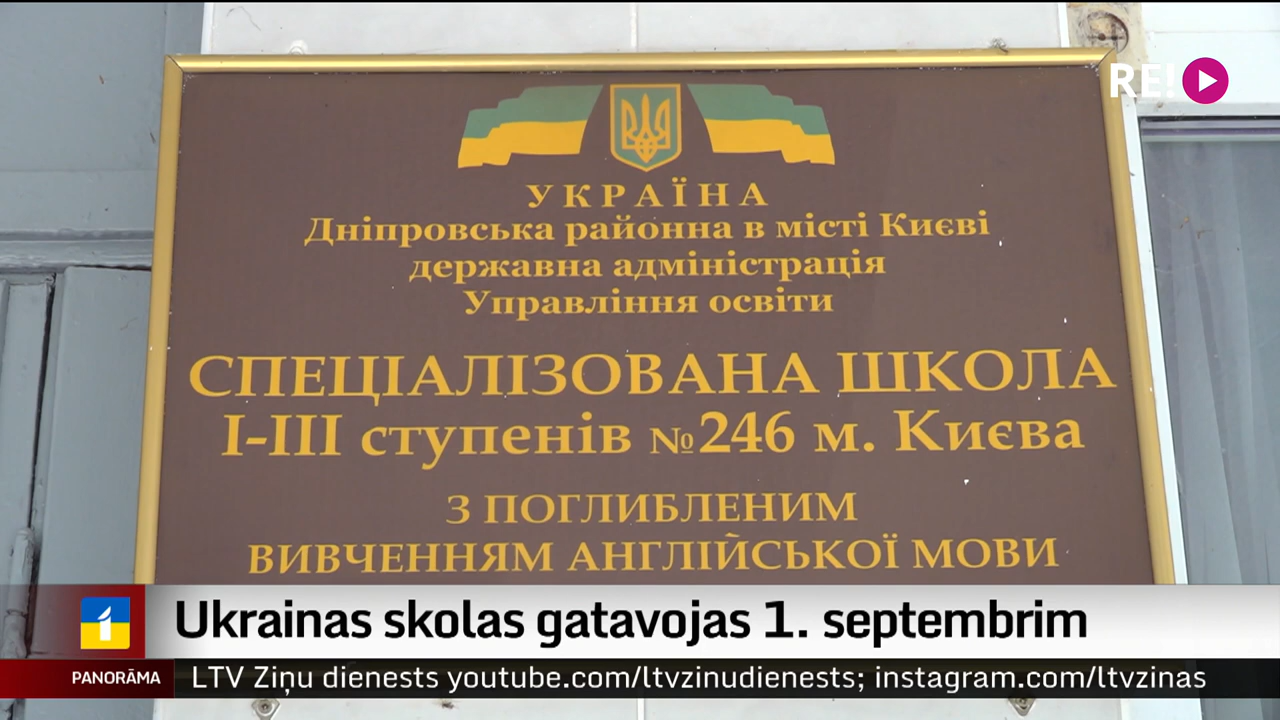 RE!
УКРАЇНА
Дніпровська районна в місті Києві
державна адміністрація
Управління освіти
СПЕЦІАЛІЗОВАНА ШКОЛА
І-ІІІ ступенів №246 м. Києва
З ПОГЛИБЛЕНИМ
ВИВЧЕННЯМ АНГЛІЙСЬКОЇ МОВИ
1 Ukrainas skolas gatavojas 1. septembrim
PANORĀMA LTV Ziņu dienests youtube.com/ltvzinudienests; instagram.com/ltvzinas